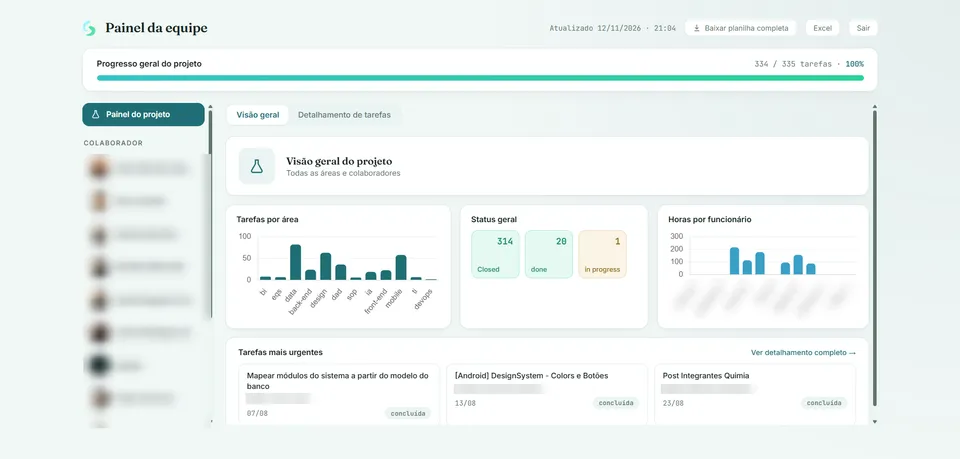 Painel da equipe
Atualizado 12/11/2026 · 21:04
Baixar planilha completa
Excel
Sair
Progresso geral do projeto
334 / 335 tarefas · 100%
Painel do projeto
COLABORADOR
Visão geral
Detalhamento de tarefas
Visão geral do projeto
Todas as áreas e colaboradores
Tarefas por área
100
50
0
bi
eqs
data
back-end
design
dad
sop
ia
front-end
mobile
ti
devops
Status geral
314
Closed
20
done
1
in progress
Horas por funcionário
300
200
100
0
Tarefas mais urgentes
Ver detalhamento completo →
Mapear módulos do sistema a partir do modelo do
banco
07/08
concluída
[Android] DesignSystem - Colors e Botões
13/08
concluída
Post Integrantes Quimia
23/08
concluída